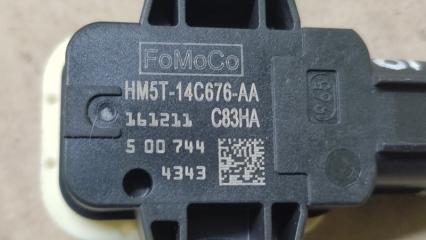 FoMoCo
HM5T-14C676-AA
161211 C83HA
5 00 744
4343